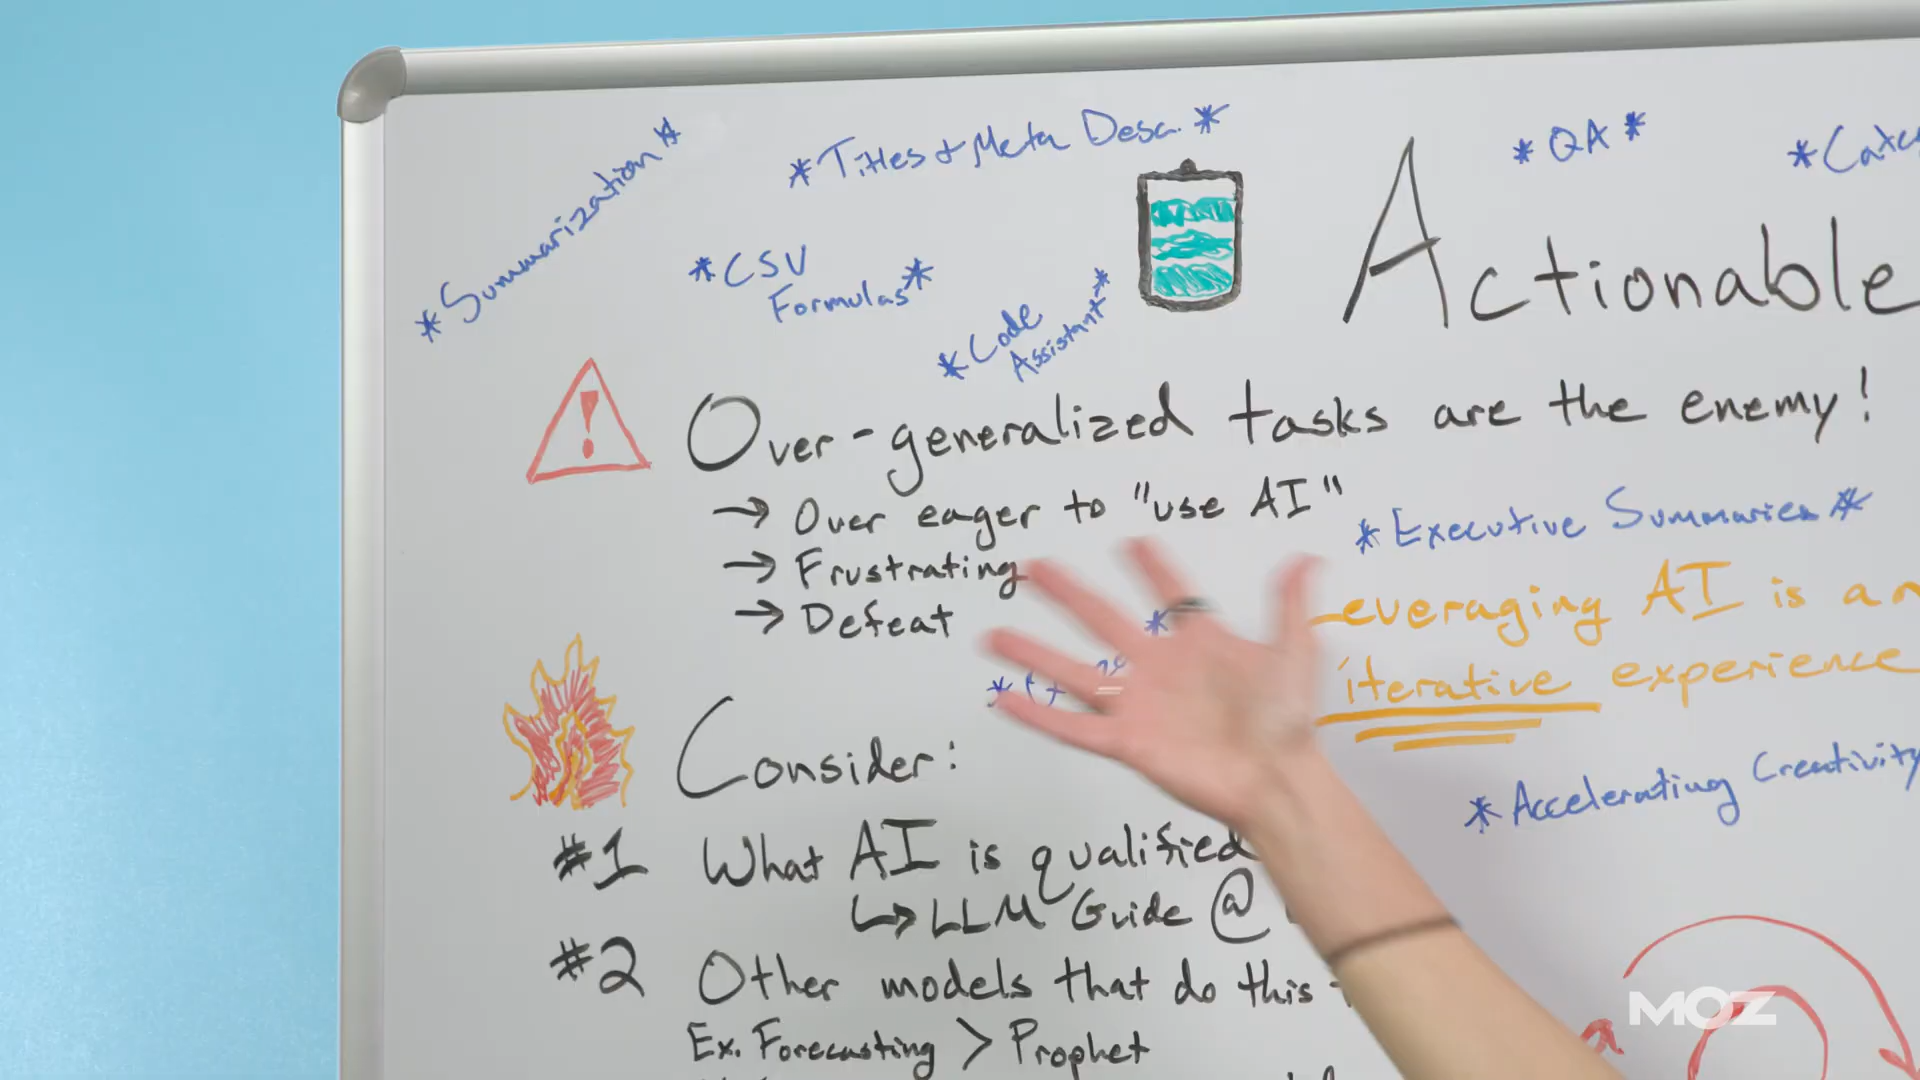 *Summarization*
*Titles + Meta Desc.*
*QA*
*CSV
Formulas*
*Code
Assistant*
Actionable
Over-generalized tasks are the enemy!
→ Over eager to "use AI"
→ Frustrating
→ Defeat
*Executive Summaries*
Leveraging AI is an
iterative experience
Consider:
*Accelerating Creativity
#1 What AI is qualified
↳ LLM Guide @
#2 Other models that do this
Ex. Forecasting > Prophet
MOZ